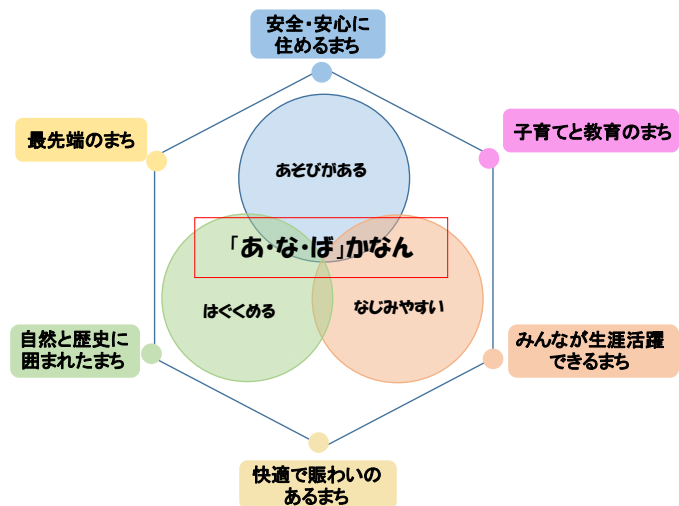 安全・安心に
住めるまち
最先端のまち
子育てと教育のまち
あそびがある
「あ・な・ば」かなん
はぐくめる
なじみやすい
自然と歴史に
囲まれたまち
みんなが生涯活躍
できるまち
快適で賑わいの
あるまち